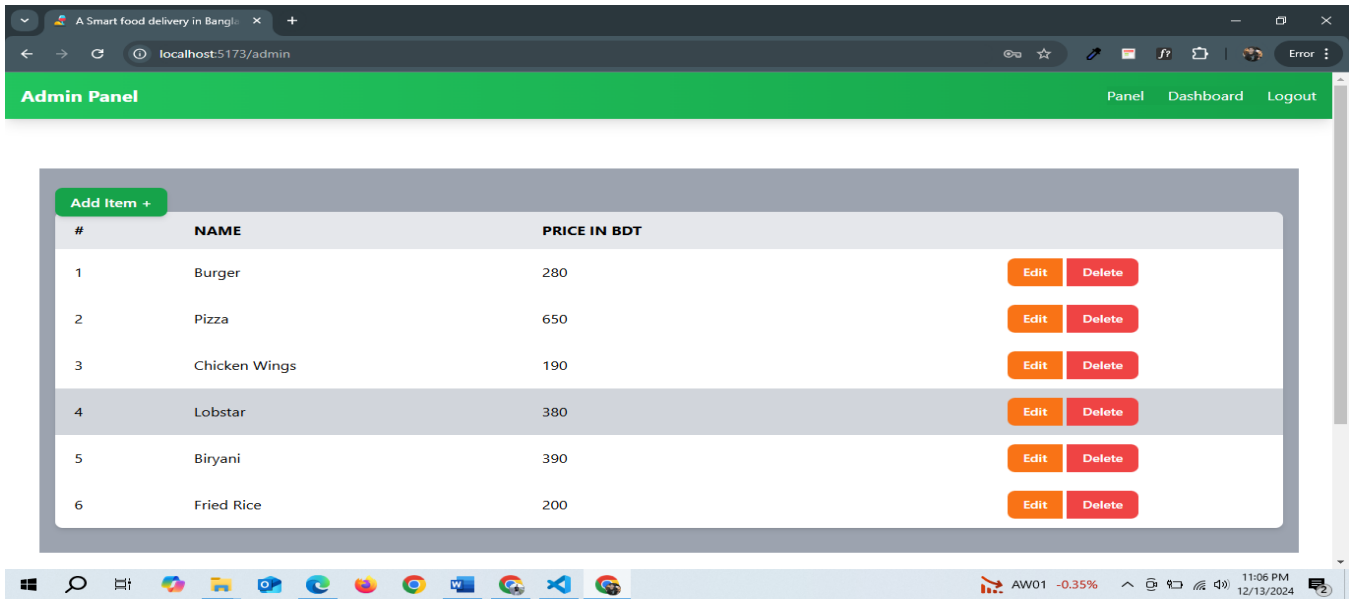 A Smart food delivery in Bangla
localhost:5173/admin
Error
Admin Panel
Panel Dashboard Logout
Add Item +
# NAME PRICE IN BDT
1 Burger 280 Edit Delete
2 Pizza 650 Edit Delete
3 Chicken Wings 190 Edit Delete
4 Lobstar 380 Edit Delete
5 Biryani 390 Edit Delete
6 Fried Rice 200 Edit Delete
AW01 -0.35%
11:06 PM
12/13/2024
2